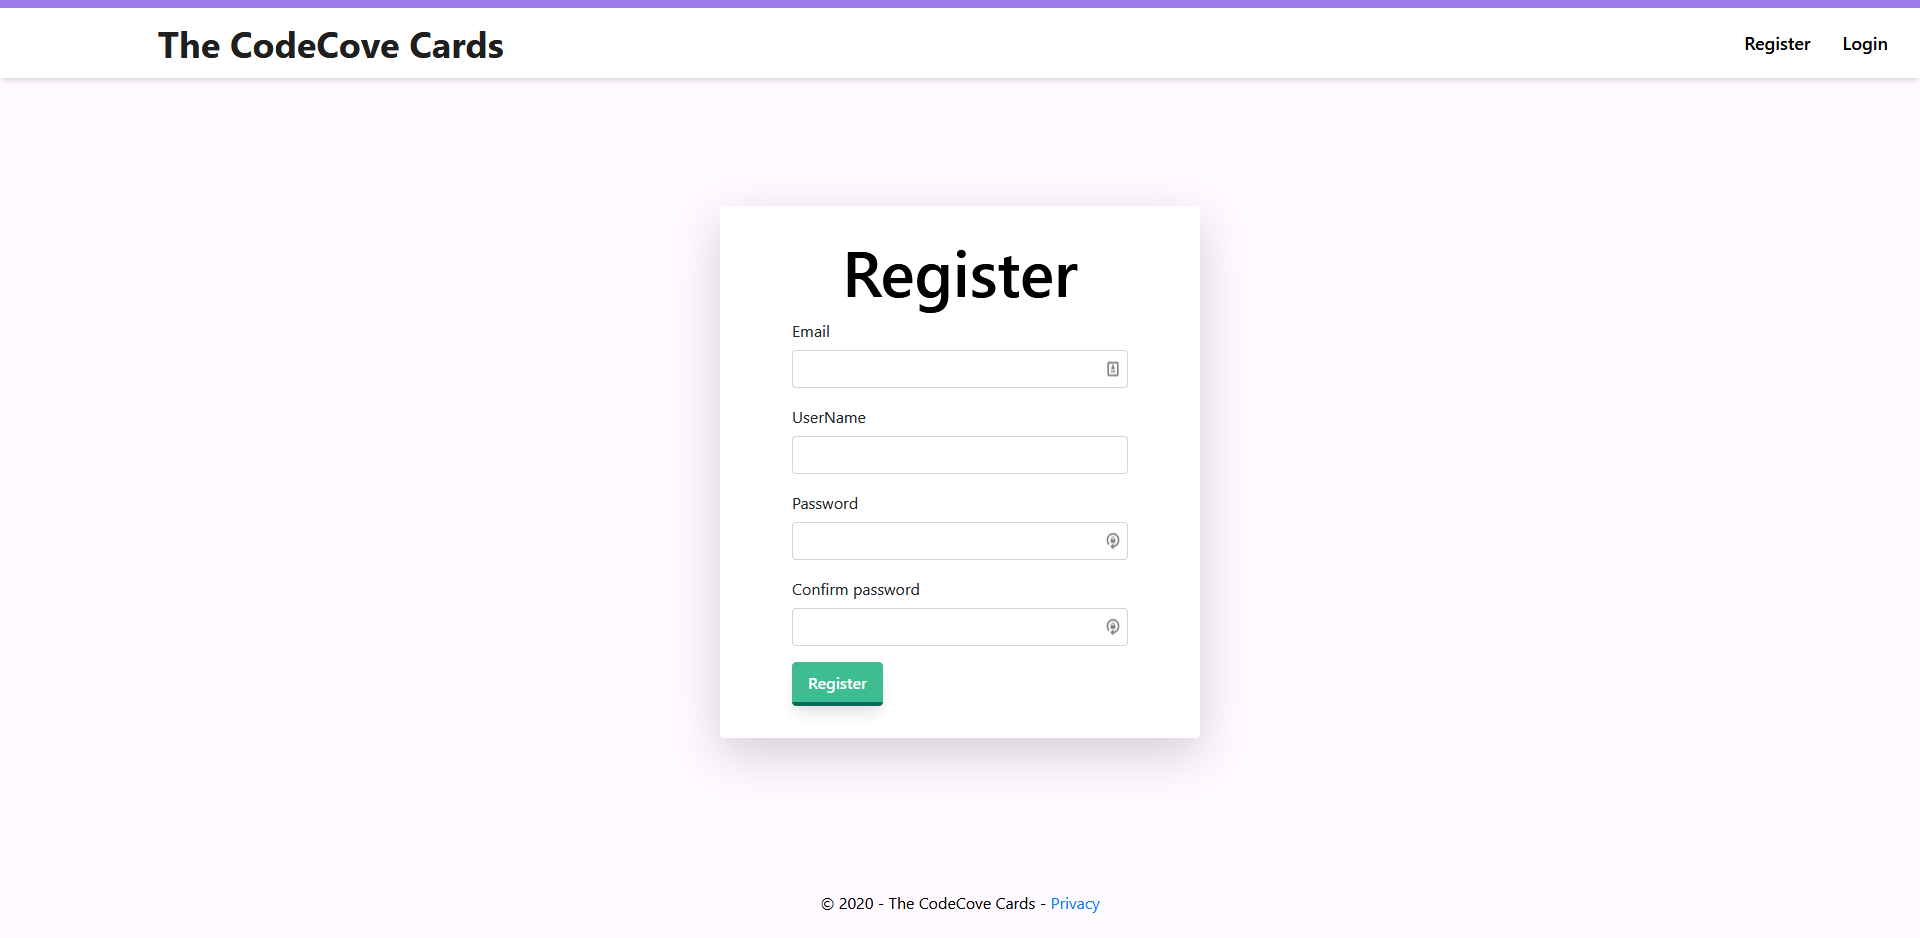 The CodeCove Cards
Register Login
Register
Email
UserName
Password
Confirm password
Register
© 2020 - The CodeCove Cards - Privacy